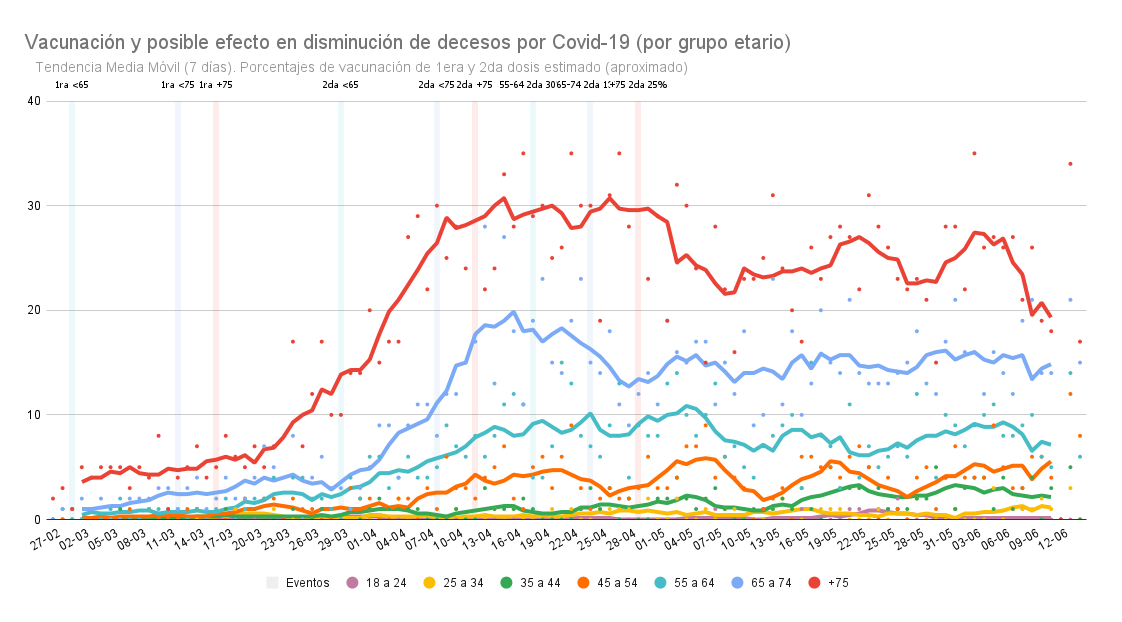 Vacunación y posible efecto en disminución de decesos por Covid-19 (por grupo etario)
Tendencia Media Móvil (7 días). Porcentajes de vacunación de 1era y 2da dosis estimado (aproximado)
1ra <65 1ra <75 1ra +75 2da <65 2da <75 2da +75 55-64 2da 30 65-74 2da 1 +75 2da 25%
40
30
20
10
0
27-02 02-03 05-03 08-03 11-03 14-03 17-03 20-03 23-03 26-03 29-03 01-04 04-04 07-04 10-04 13-04 16-04 19-04 22-04 25-04 28-04 01-05 04-05 07-05 10-05 13-05 16-05 19-05 22-05 25-05 28-05 31-05 03-06 06-06 09-06 12-06
Eventos 18 a 24 25 a 34 35 a 44 45 a 54 55 a 64 65 a 74 +75